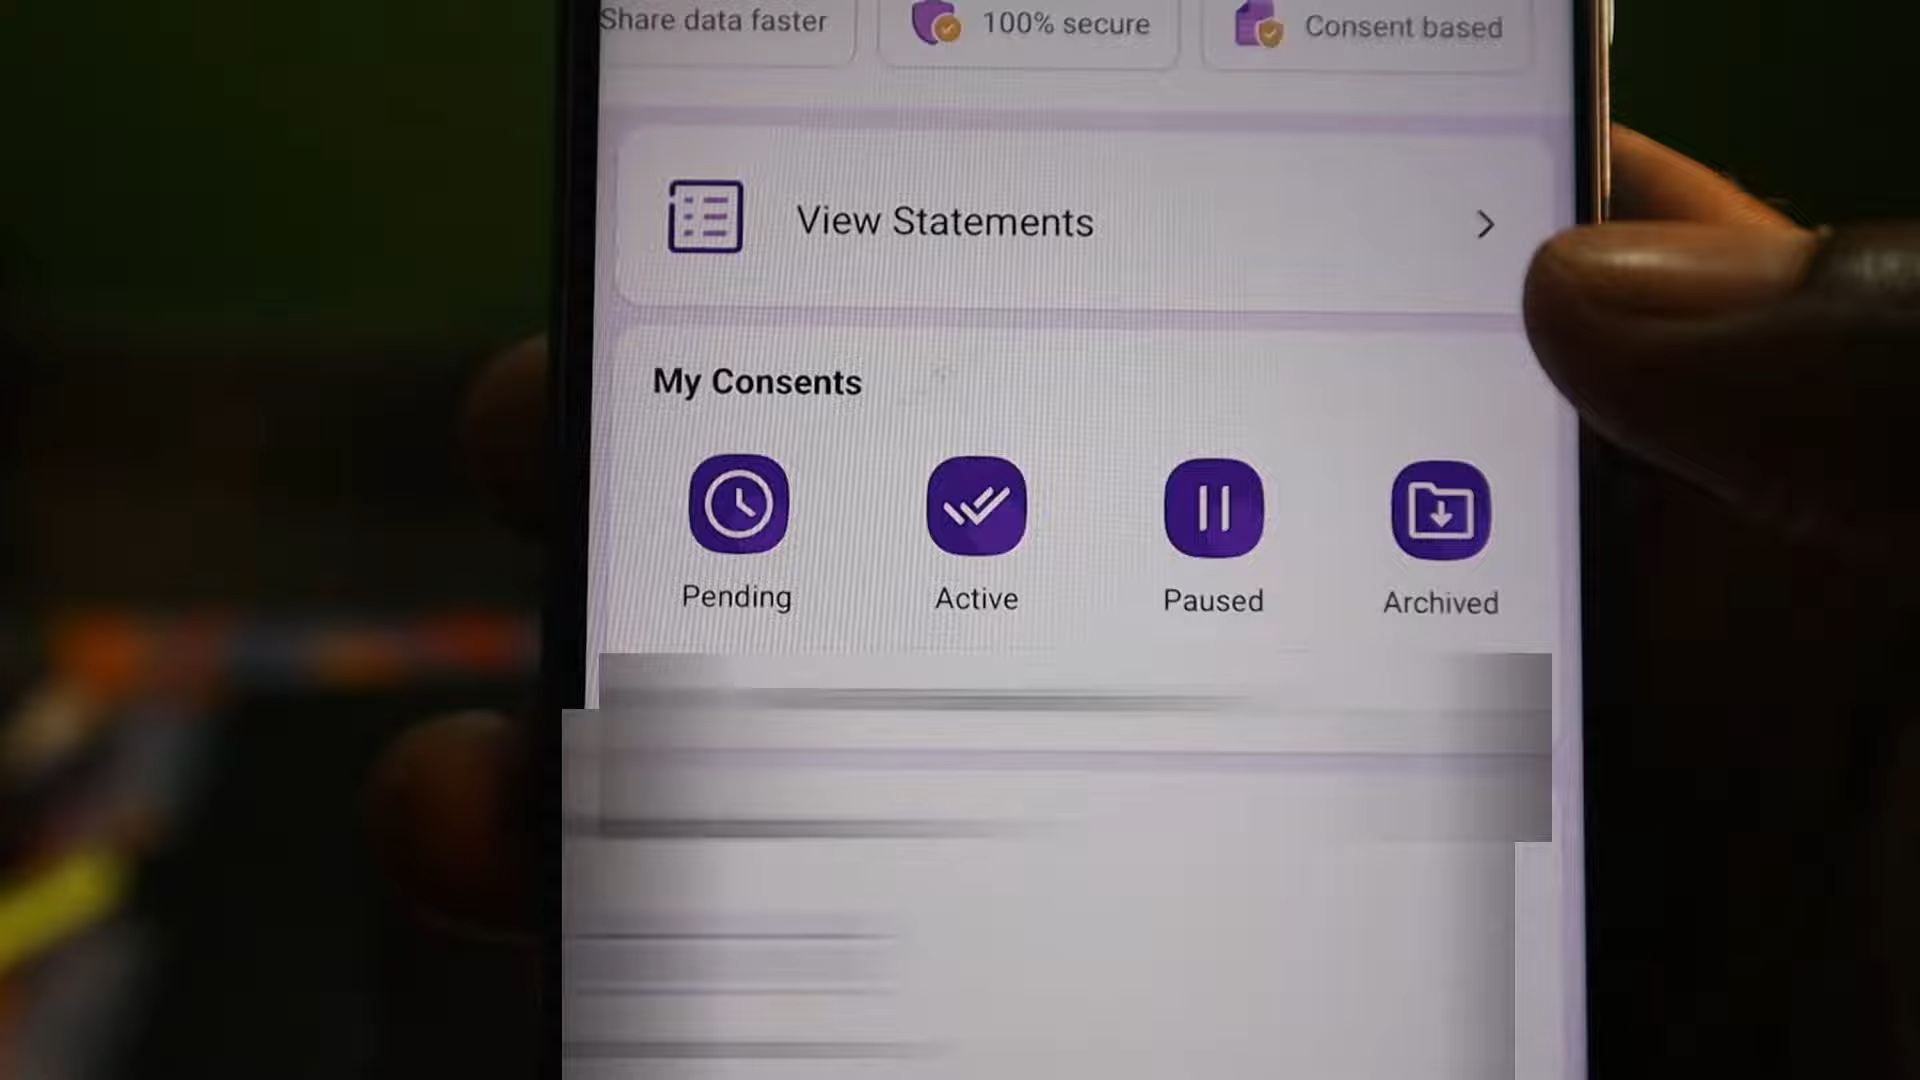 Share data faster
100% secure
Consent based
View Statements
My Consents
Pending
Active
Paused
Archived